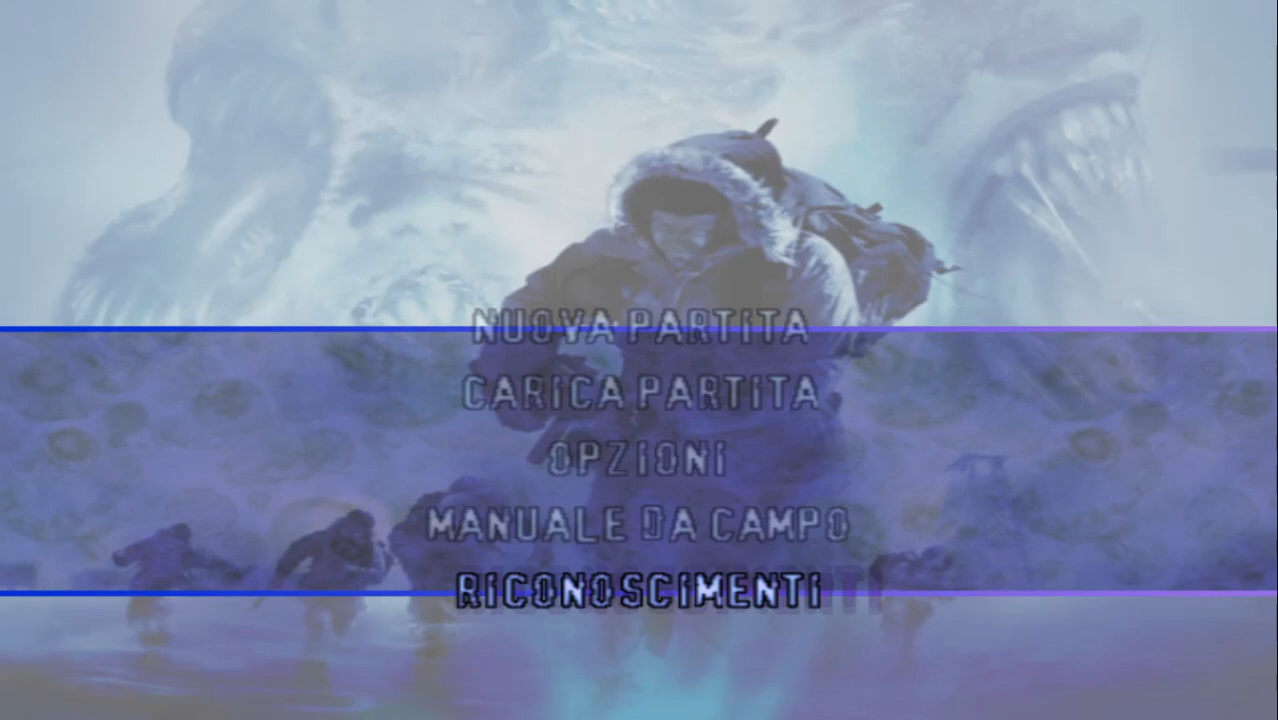 NUOVA PARTITA
CARICA PARTITA
OPZIONI
MANUALE DA CAMPO
RICONOSCIMENTI